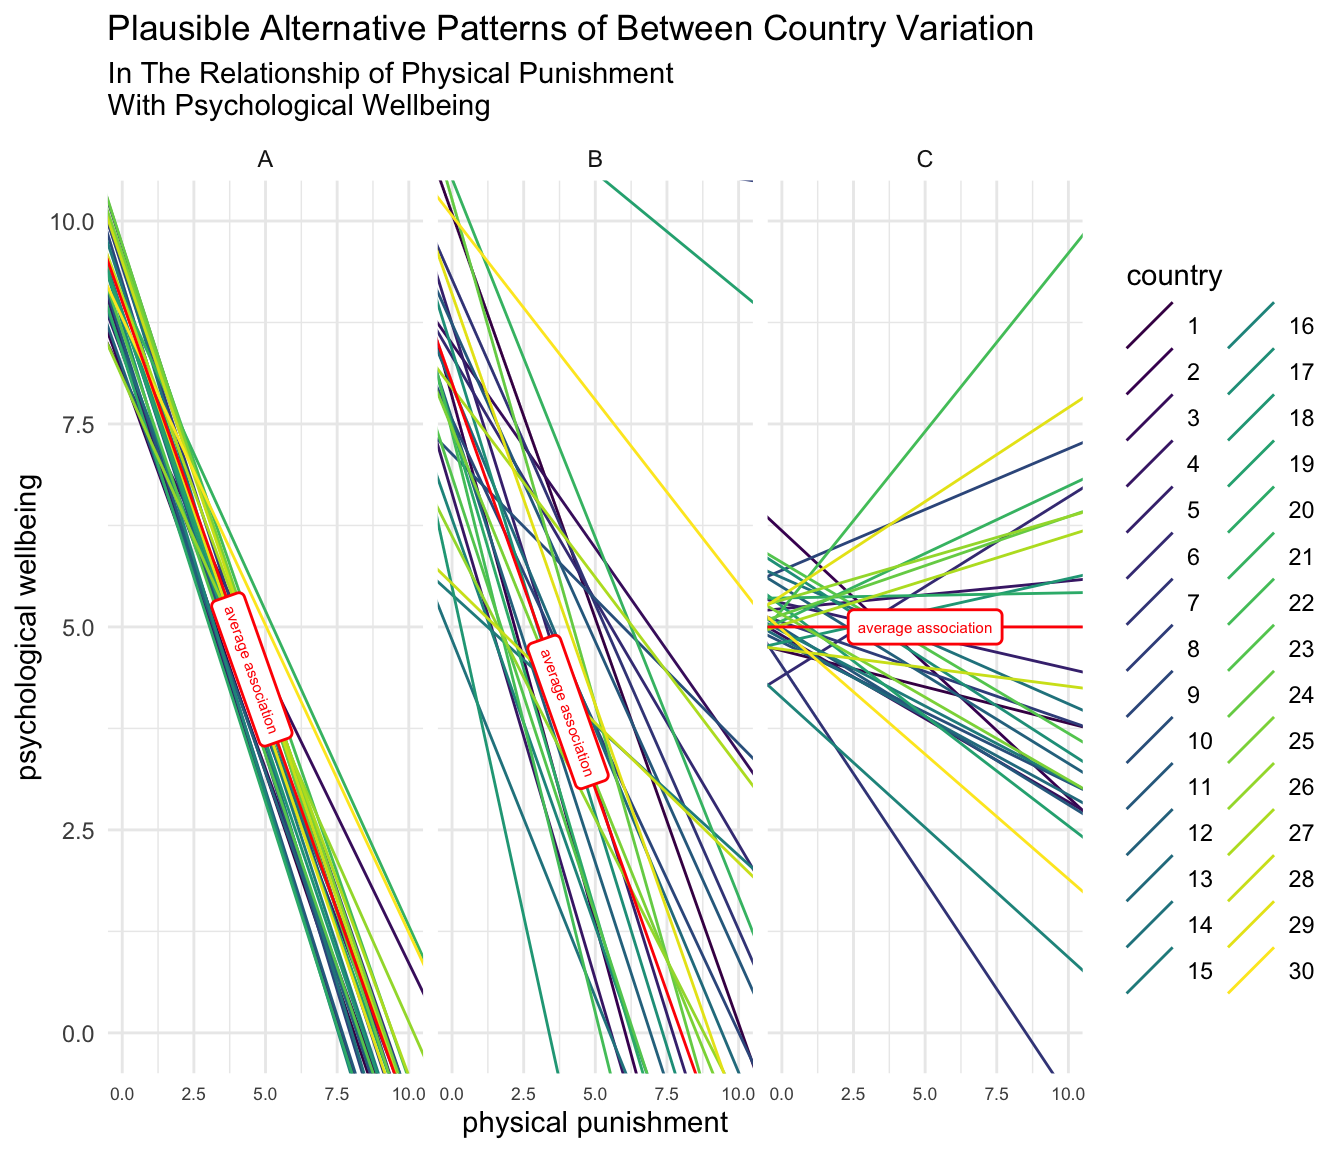 Plausible Alternative Patterns of Between Country Variation
In The Relationship of Physical Punishment
With Psychological Wellbeing
A
B
C
psychological wellbeing
10.0
7.5
5.0
2.5
0.0
average association
average association
average association
0.0 2.5 5.0 7.5 10.0
0.0 2.5 5.0 7.5 10.0
0.0 2.5 5.0 7.5 10.0
physical punishment
country
1
2
3
4
5
6
7
8
9
10
11
12
13
14
15
16
17
18
19
20
21
22
23
24
25
26
27
28
29
30